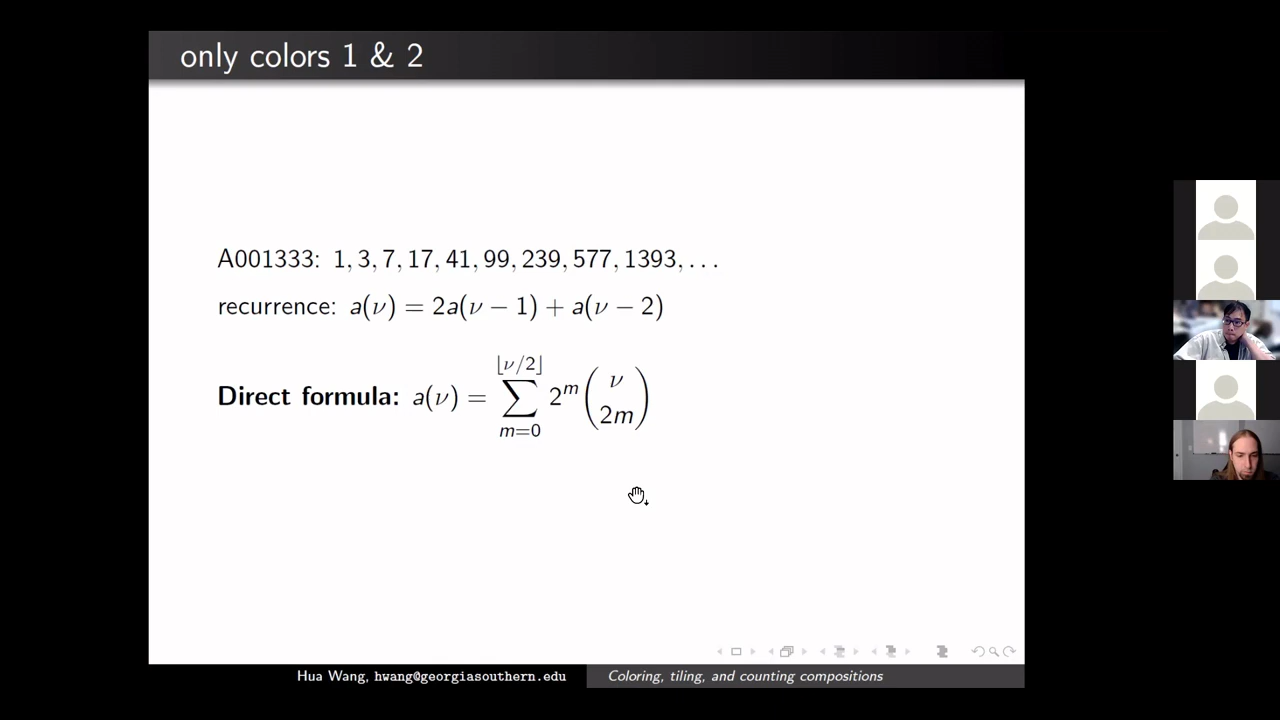 only colors 1 & 2
A001333: 1, 3, 7, 17, 41, 99, 239, 577, 1393, . . .
recurrence: a(ν) = 2a(ν − 1) + a(ν − 2)
Direct formula: a(ν) = ∑_{m=0}^{⌊ν/2⌋} 2^m \binom{ν}{2m}
Hua Wang, hwang@georgiasouthern.edu
Coloring, tiling, and counting compositions